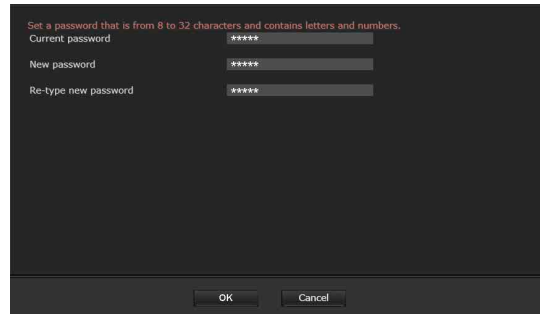 Set a password that is from 8 to 32 characters and contains letters and numbers.
Current password *****
New password *****
Re-type new password *****
OK Cancel